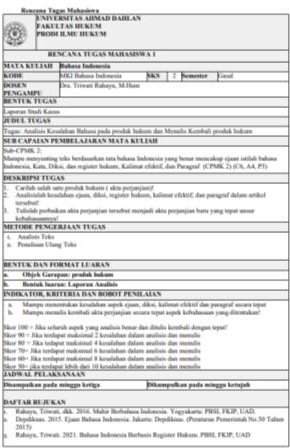 Rencana Tugas Mahasiswa
UNIVERSITAS AHMAD DAHLAN
FAKULTAS HUKUM
PRODI ILMU HUKUM
RENCANA TUGAS MAHASISWA 1
MATA KULIAH Bahasa Indonesia
KODE MKI Bahasa Indonesia SKS 2 Semester Gasal
DOSEN PENGAMPU Dra. Triwati Rahayu, M.Hum
BENTUK TUGAS
Laporan Studi Kasus
JUDUL TUGAS
Tugas: Analisis Kesalahan Bahasa pada produk hukum dan Menulis Kembali produk hukum
SUB CAPAIAN PEMBELAJARAN MATA KULIAH
Sub-CPMK 2:
Mampu menyunting teks berdasarkan tata bahasa Indonesia yang benar mencakup ejaan istilah bahasa
Indonesia, Kata, Diksi, dan register hukum, Kalimat efektif, dan Paragraf (CPMK 2) (C6, A4, P3)
DESKRIPSI TUGAS
1. Carilah salah satu produk hukum ( akta perjanjian)!
2. Analisislah kesalahan ejaan, diksi, register hukum, kalimat efektif, dan paragraf dalam artikel
tersebut!
3. Tulislah perbaikan akta perjanjian tersebut menjadi akta perjanjian baru yang tepat unsur
kebahasaannya!
METODE PENGERJAAN TUGAS
1. Analisis Teks
2. Penulisan Ulang Teks
BENTUK DAN FORMAT LUARAN
a. Objek Garapan: produk hukum
b. Bentuk luaran: Laporan Analisis
INDIKATOR, KRITERIA DAN BOBOT PENILAIAN
a. Mampu menentukan kesalahan aspek ejaan, diksi, kalimat efektif dan paragraf secara tepat
b. Mampu menulis kembali akta perjanjian secara tepat aspek kebahasaan yang ditemukan!
Skor 100 = Jika seluruh aspek yang analisis benar dan ditulis kembali dengan tepat!
Skor 90 = Jika terdapat maksimal 2 kesalahan dalam analisis dan menulis
Skor 80 = Jika terdapat maksimal 4 kesalahan dalam analisis dan menulis
Skor 70= Jika terdapat maksimal 6 kesalahan dalam analisis dan menulis
Skor 60= Jika terdapat maksimal 8 kesalahan dalam analisis dan menulis
Skor 50= jika terdapat lebih dari 10 kesalahan dalam analisis dan menulis
JADWAL PELAKSANAAN
Disampaikan pada minggu ketiga Dikumpulkan pada minggu ketujuh
DAFTAR RUJUKAN
1. Rahayu, Triwati, dkk. 2016. Mahir Berbahasa Indonesia. Yogyakarta: PBSI, FKIP, UAD.
2. Depdiknas. 2015. Ejaan Bahasa Indonesia. Jakarta: Depdiknas. (Peraturan Pemerintah No.50 Tahun
2015)
3. Rahayu, Triwati. 2021. Bahasa Indonesia Berbasis Register Hukum. PBSI, FKIP, UAD